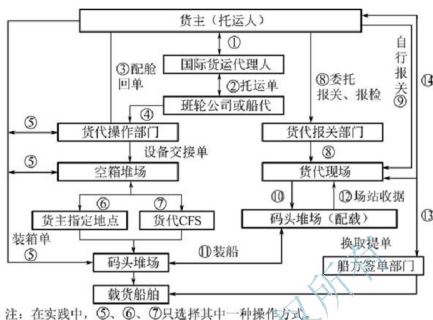 货主（托运人）
①
国际货运代理人
③配舱
回单
②托运单
⑧委托
报关、报检
自行报关⑨
⑭
④
班轮公司或船代
⑤
货代操作部门
货代报关部门
设备交接单
⑧
⑤
空箱堆场
货代现场
⑥
⑦
⑩
⑫场站收据
货主指定地点
货代CFS
码头堆场（配载）
⑬
装箱单
⑪装船
换取提单
⑤
码头堆场
船方签单部门
载货船舶
注：在实践中，⑤、⑥、⑦只选择其中一种操作方式
权所有